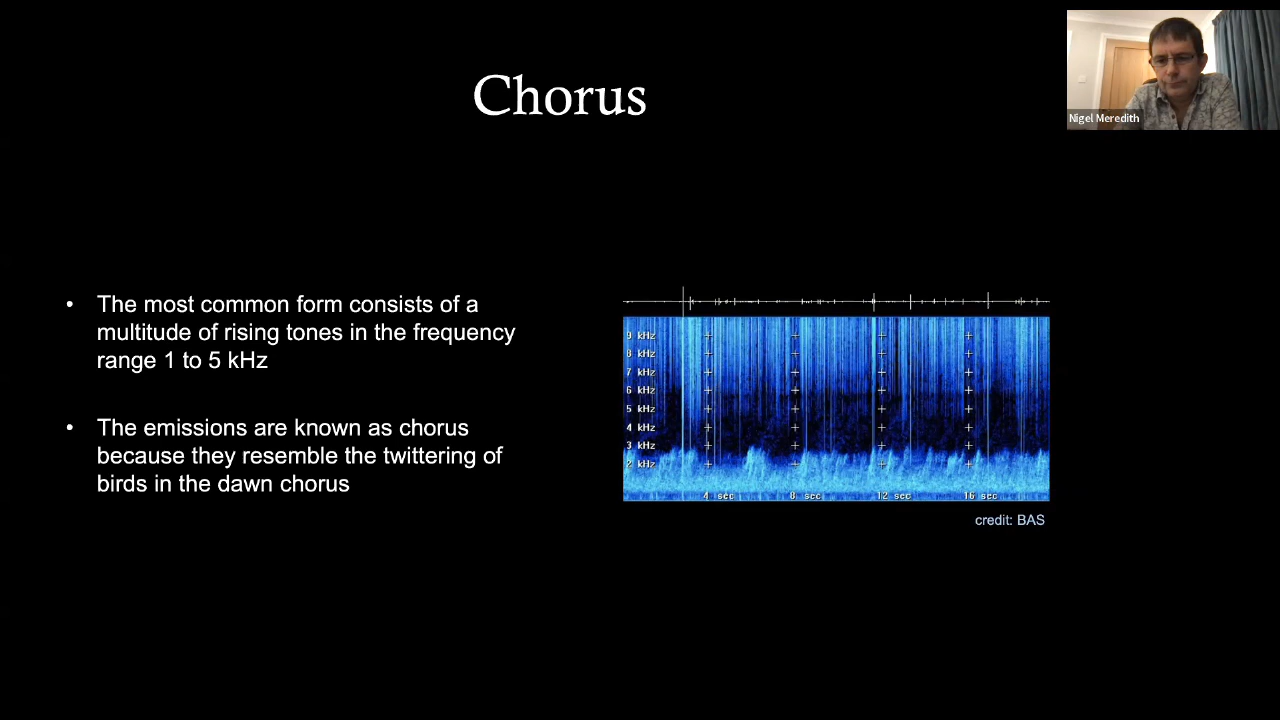 Chorus
Nigel Meredith
• The most common form consists of a
multitude of rising tones in the frequency
range 1 to 5 kHz
• The emissions are known as chorus
because they resemble the twittering of
birds in the dawn chorus
9 kHz
8 kHz
7 kHz
6 kHz
5 kHz
4 kHz
3 kHz
2 kHz
4 sec 8 sec 12 sec 16 sec
credit: BAS